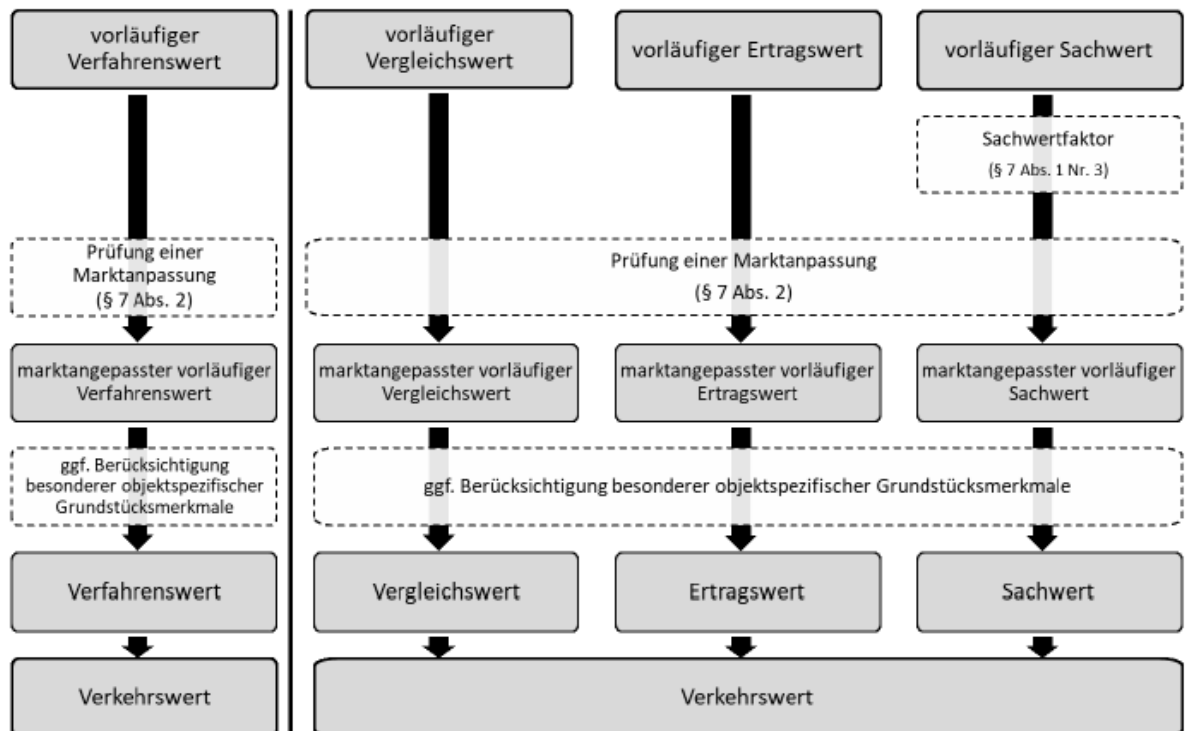 vorläufiger
Verfahrenswert
vorläufiger
Vergleichswert
vorläufiger Ertragswert
vorläufiger Sachwert
Sachwertfaktor
(§ 7 Abs. 1 Nr. 3)
Prüfung einer
Marktanpassung
(§ 7 Abs. 2)
Prüfung einer Marktanpassung
(§ 7 Abs. 2)
marktangepasster vorläufiger
Verfahrenswert
marktangepasster vorläufiger
Vergleichswert
marktangepasster vorläufiger
Ertragswert
marktangepasster vorläufiger
Sachwert
ggf. Berücksichtigung
besonderer objektspezifischer
Grundstücksmerkmale
ggf. Berücksichtigung besonderer objektspezifischer Grundstücksmerkmale
Verfahrenswert
Vergleichswert
Ertragswert
Sachwert
Verkehrswert
Verkehrswert